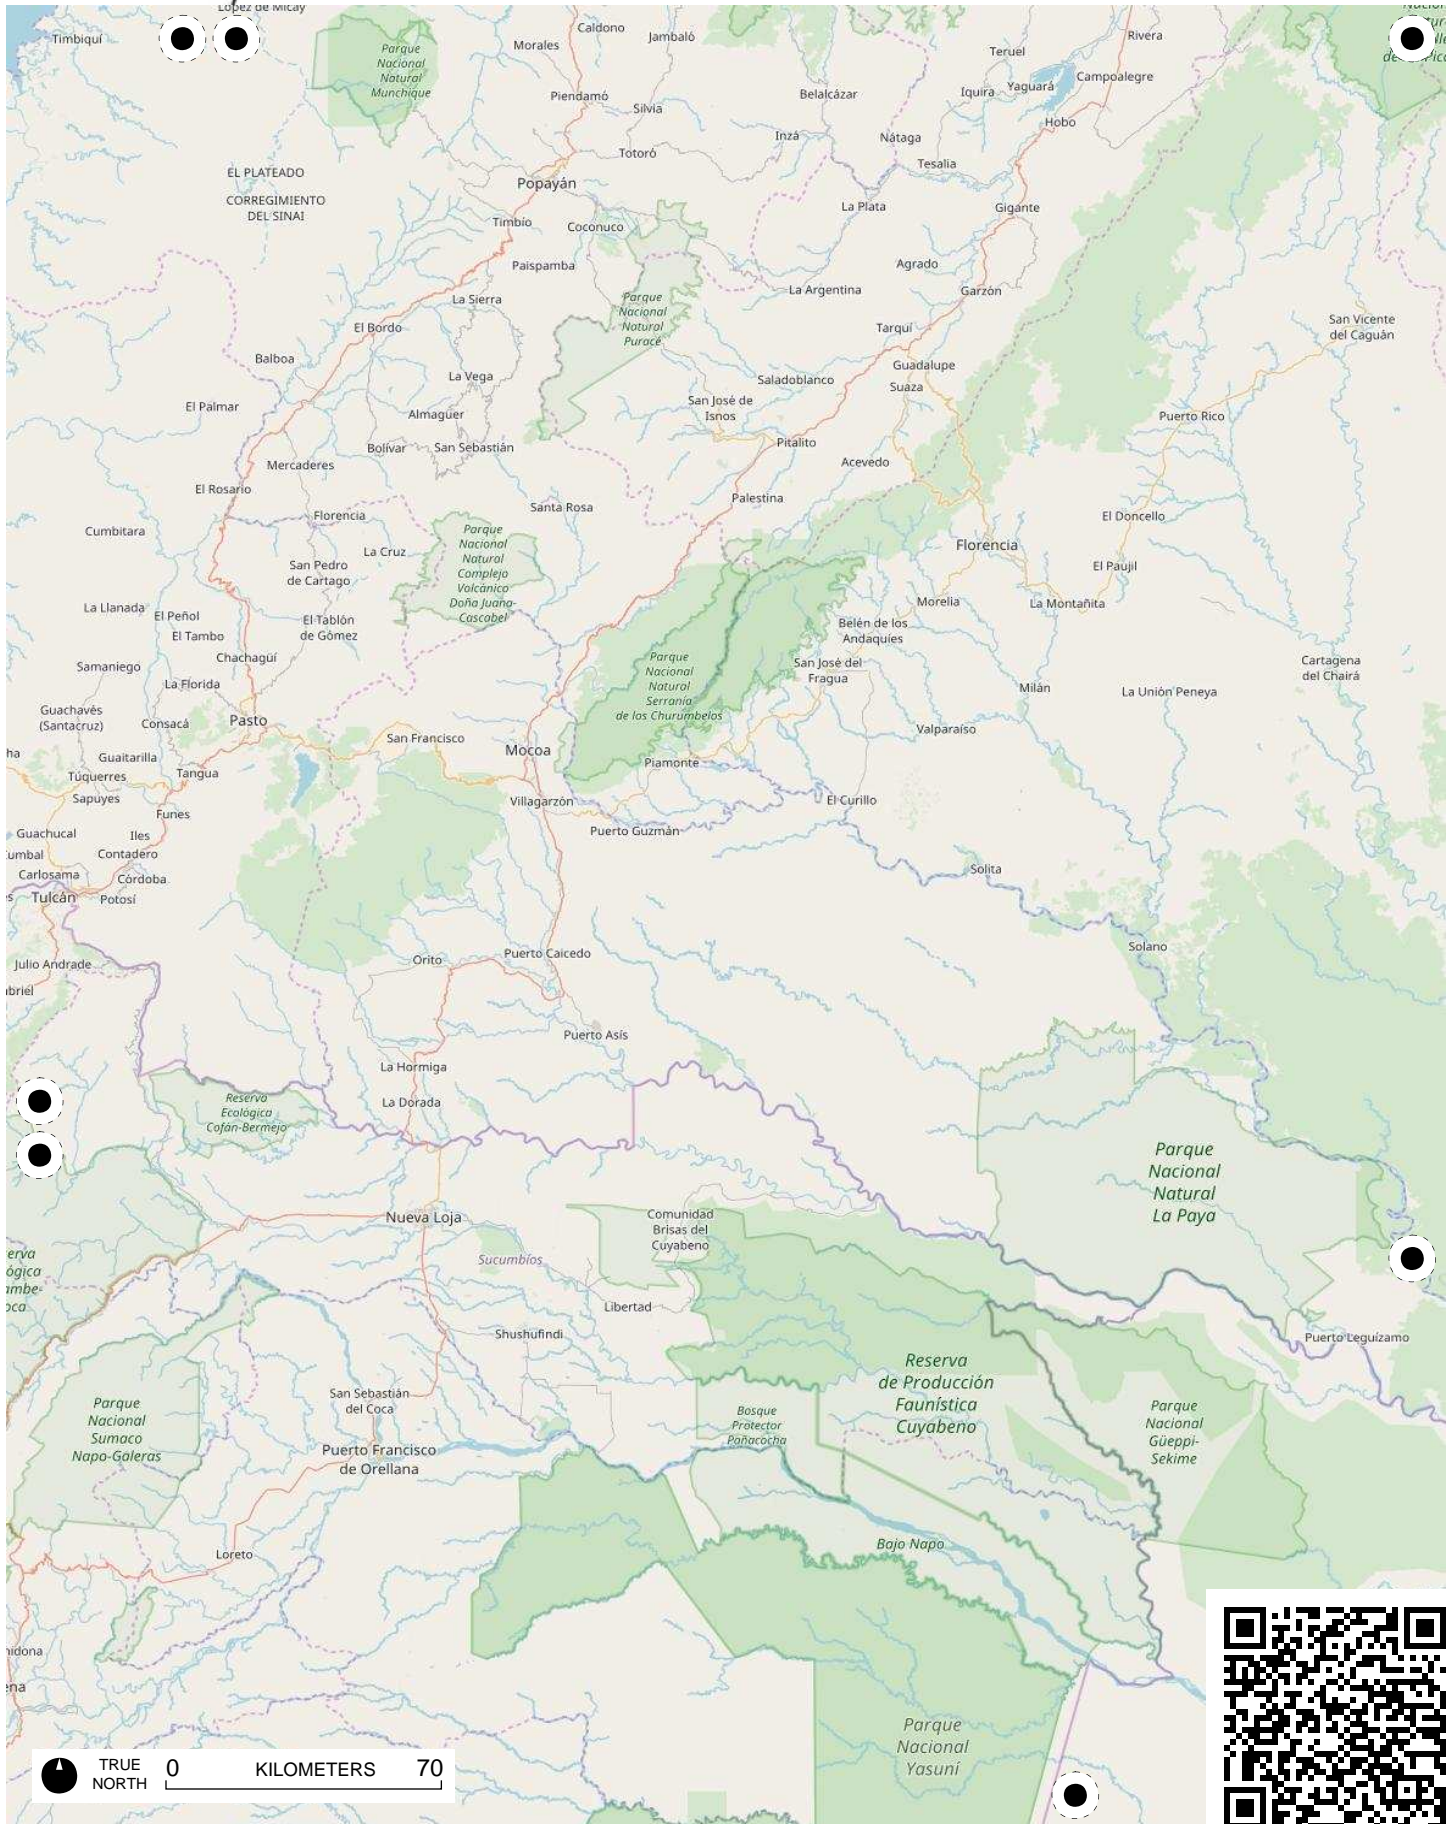 López de Micay
Timbiquí
Parque
Nacional
Natural
Munchique
Morales
Caldono
Jambaló
Piendamó
Silvia
Totoró
Belalcázar
Inzá
Nátaga
Tesalia
Teruel
Iquira
Yaguará
Campoalegre
Rivera
Hobo
EL PLATEADO
CORREGIMIENTO
DEL SINAI
Popayán
Timbío
Coconuco
Paispamba
La Plata
Gigante
Agrado
Garzón
La Argentina
La Sierra
Parque
Nacional
Natural
Puracé
El Bordo
Tarqui
San Vicente
del Caguán
Balboa
La Vega
Guadalupe
Suaza
Saladoblanco
El Palmar
Almaguer
San José de
Isnos
Puerto Rico
Bolívar
San Sebastián
Pitalito
Mercaderes
Acevedo
El Rosario
Palestina
Santa Rosa
Florencia
El Doncello
Cumbitara
La Cruz
Parque
Nacional
Natural
Complejo
Volcánico
Doña Juana-
Cascabel
Florencia
San Pedro
de Cartago
El Paujil
La Llanada
El Peñol
El Tambo
El Tablón
de Gómez
Morelia
La Montañita
Belén de los
Andaquíes
Samaniego
Chachagüí
La Florida
Parque
Nacional
Natural
Serranía
de los Churumbelos
San José del
Fragua
Cartagena
del Chairá
Milán
La Unión Peneya
Guachavés
(Santacruz)
Consacá
Pasto
San Francisco
Mocoa
Valparaíso
Guaitarilla
Túquerres
Tangua
Piamonte
Sapuyes
Villagarzón
El Curillo
Funes
Guachucal
Iles
Puerto Guzmán
Contadero
Carlosama
Córdoba
Solita
Tulcán
Potosí
Julio Andrade
Orito
Puerto Caicedo
Solano
Puerto Asís
La Hormiga
La Dorada
Reserva
Ecológica
Cofán-Bermejo
Parque
Nacional
Natural
La Paya
Nueva Loja
Comunidad
Brisas del
Cuyabeno
Sucumbíos
Libertad
Shushufindi
Puerto Leguízamo
Reserva
de Producción
Faunística
Cuyabeno
San Sebastián
del Coca
Parque
Nacional
Sumaco
Napo-Galeras
Bosque
Protector
Pañacocha
Parque
Nacional
Güeppi-
Sekime
Puerto Francisco
de Orellana
Loreto
Bajo Napo
Parque
Nacional
Yasuní
TRUE
NORTH
0 KILOMETERS 70